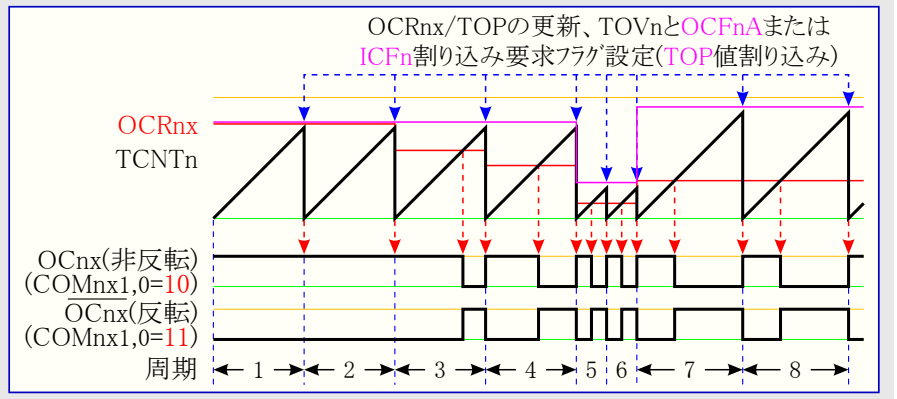 OCRnx/TOPの更新、TOVnとOCFnAまたは
ICFn割り込み要求フラグ設定(TOP値割り込み)
OCRnx
TCNTn
OCnx(非反転)
(COMnx1,0=10)
OCnx(反転)
(COMnx1,0=11)
周期 1 2 3 4 5 6 7 8